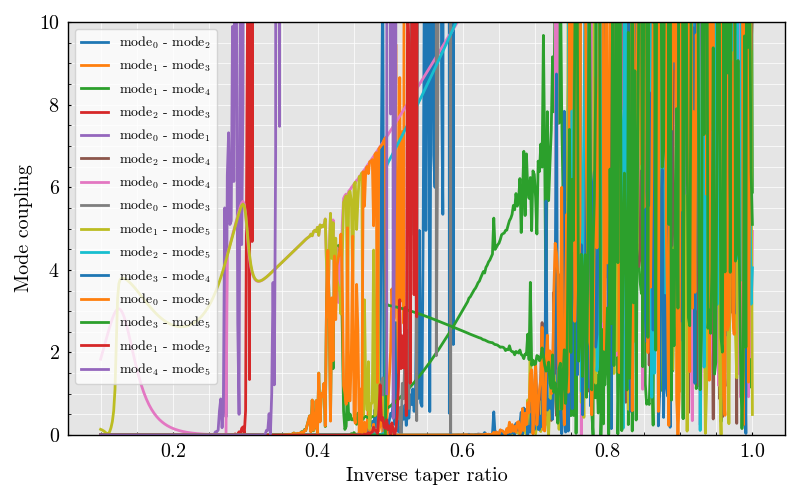 10
8
6
4
2
0
Mode coupling
mode₀ - mode₂
mode₁ - mode₃
mode₁ - mode₄
mode₂ - mode₃
mode₀ - mode₁
mode₂ - mode₄
mode₀ - mode₄
mode₀ - mode₃
mode₁ - mode₅
mode₂ - mode₅
mode₃ - mode₄
mode₀ - mode₅
mode₃ - mode₅
mode₁ - mode₂
mode₄ - mode₅
0.2 0.4 0.6 0.8 1.0
Inverse taper ratio